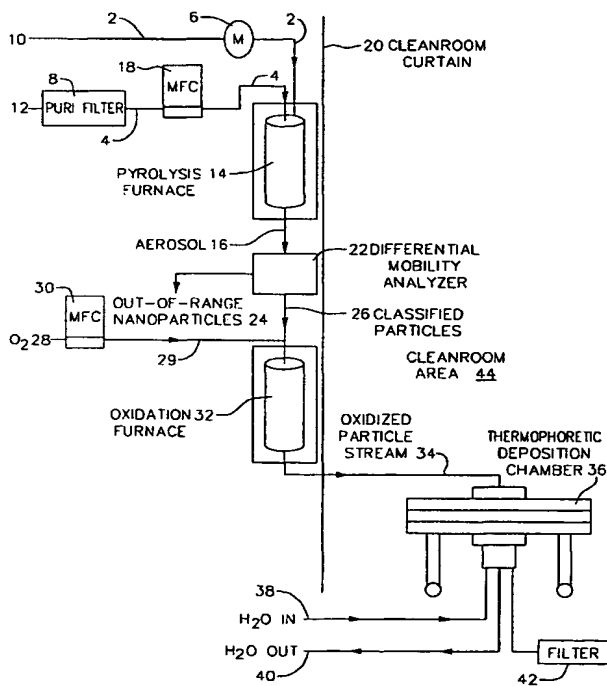 6
2
2
10
M
20 CLEANROOM
CURTAIN
18
MFC
4
8
12
PURI FILTER
4
PYROLYSIS 14
FURNACE
AEROSOL 16
22 DIFFERENTIAL
MOBILITY
ANALYZER
30
MFC
OUT-OF-RANGE
NANOPARTICLES 24
26 CLASSIFIED
PARTICLES
O2 28
29
CLEANROOM
AREA 44
OXIDATION 32
FURNACE
OXIDIZED
PARTICLE
STREAM 34
THERMOPHORETIC
DEPOSITION
CHAMBER 36
38
H2O IN
H2O OUT
40
FILTER
42